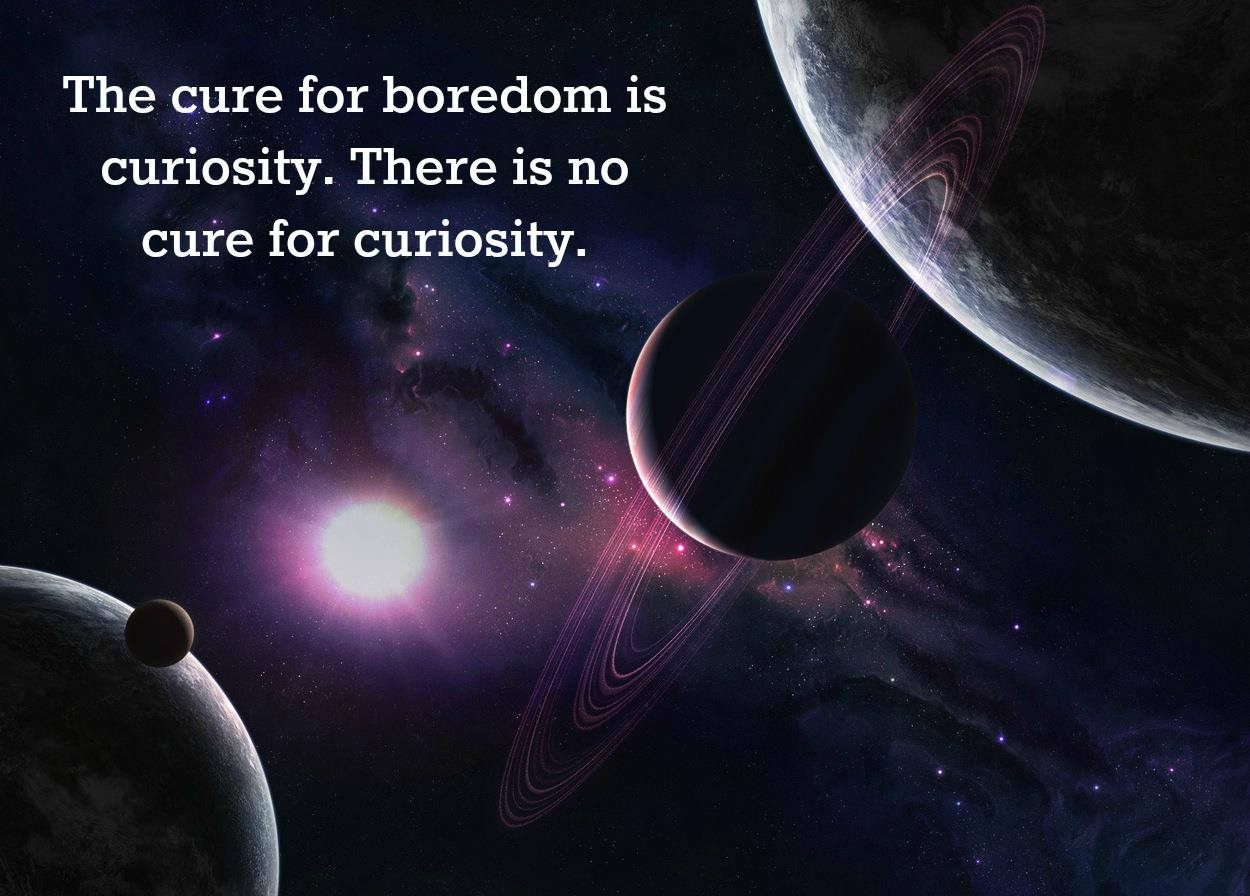 The cure for boredom is
curiosity. There is no
cure for curiosity.